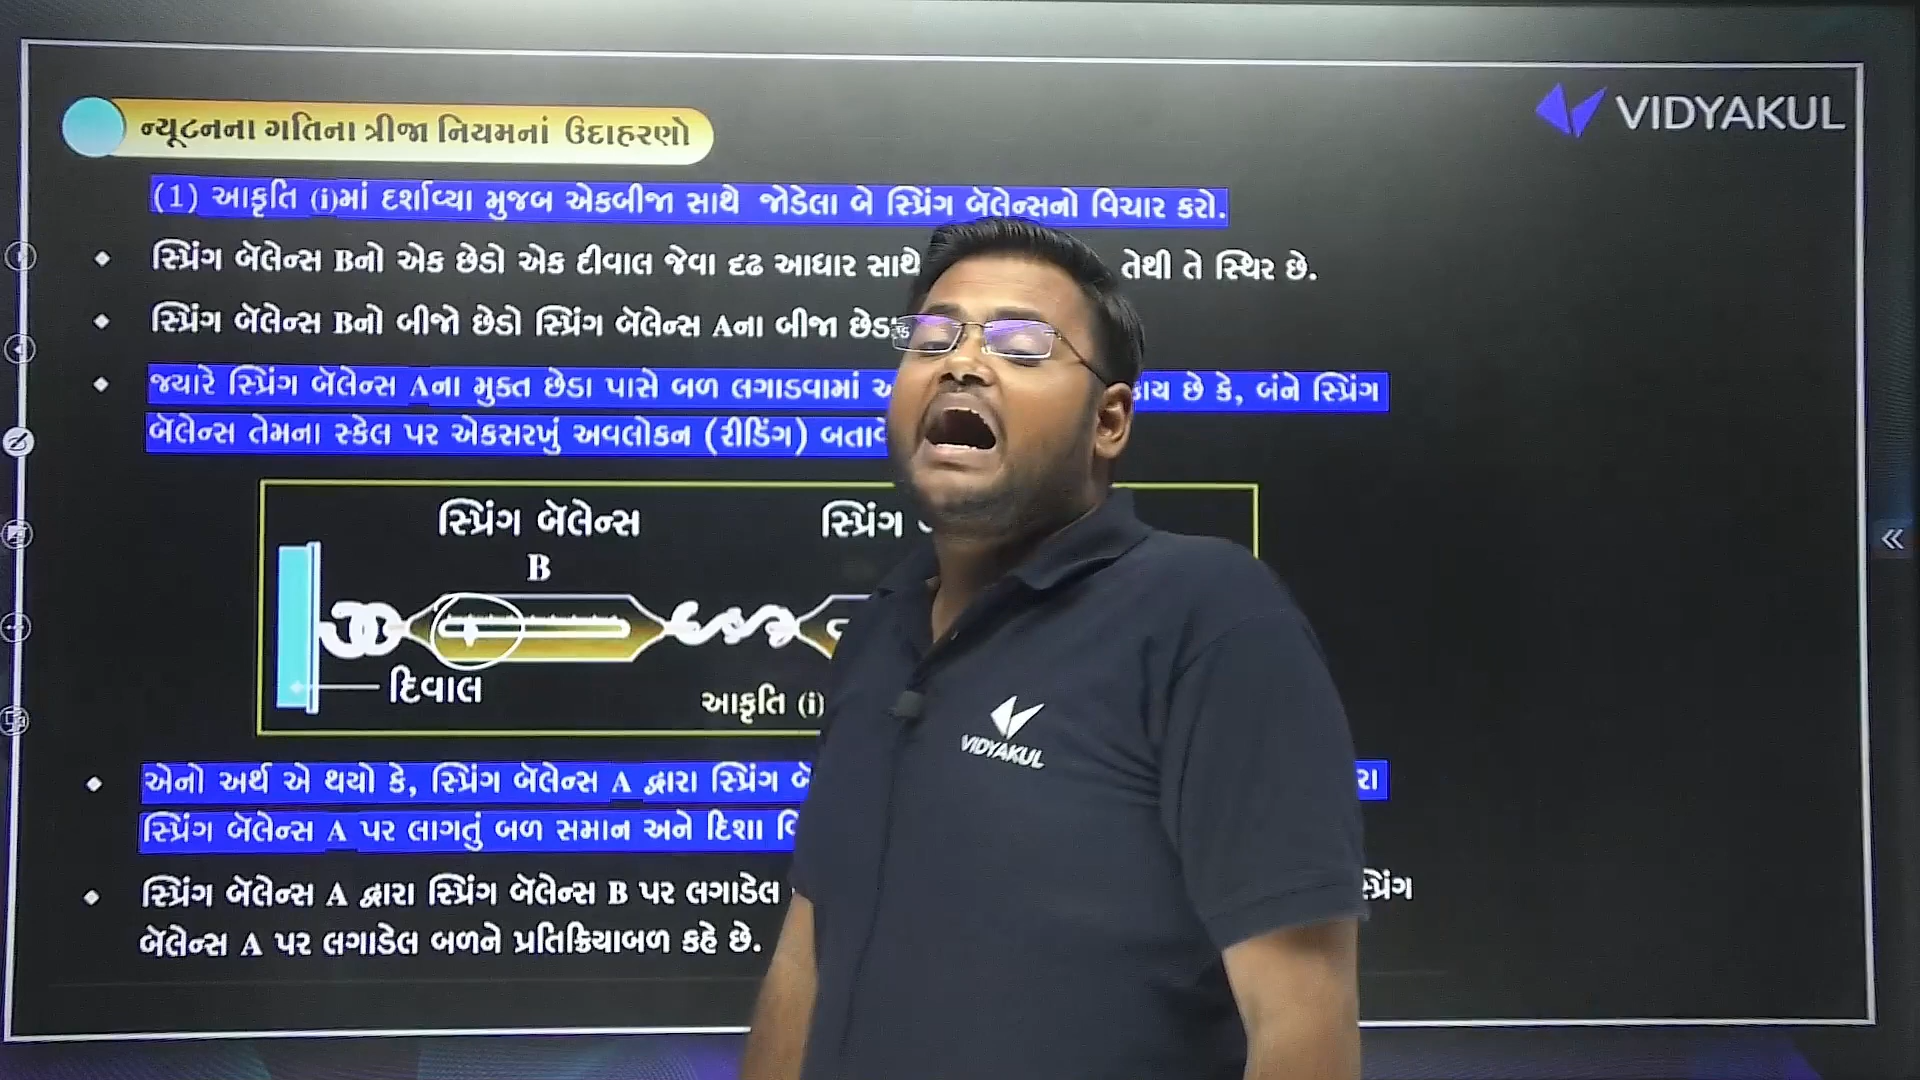 ન્યૂટનના ગતિના ત્રીજા નિયમનાં ઉદાહરણો
VIDYAKUL
(1) આકૃતિ (i)માં દર્શાવ્યા મુજબ એકબીજા સાથે જોડેલા બે સ્પ્રિંગ બૅલેન્સનો વિચાર કરો.
સ્પ્રિંગ બૅલેન્સ Bનો એક છેડો એક દીવાલ જેવા દૃઢ આધાર સાથે તેથી તે સ્થિર છે.
સ્પ્રિંગ બૅલેન્સ Bનો બીજો છેડો સ્પ્રિંગ બૅલેન્સ Aના બીજા
જ્યારે સ્પ્રિંગ બૅલેન્સ Aના મુક્ત છેડા પાસે બળ લગાડવામાં છે કે, બંને સ્પ્રિંગ
બૅલેન્સ તેમના સ્કેલ પર એકસરખું અવલોકન (રીડિંગ)
સ્પ્રિંગ બૅલેન્સ
B
સ્પ્રિંગ
દિવાલ
આકૃતિ (i)
એનો અર્થ એ થયો કે, સ્પ્રિંગ બૅલેન્સ A દ્વારા સ્પ્રિંગ
સ્પ્રિંગ બૅલેન્સ A પર લાગતું બળ સમાન અને દિશા
સ્પ્રિંગ બૅલેન્સ A દ્વારા સ્પ્રિંગ બૅલેન્સ B પર લગાડેલ
બૅલેન્સ A પર લગાડેલ બળને પ્રતિક્રિયાબળ કહે છે.
VIDYAKUL